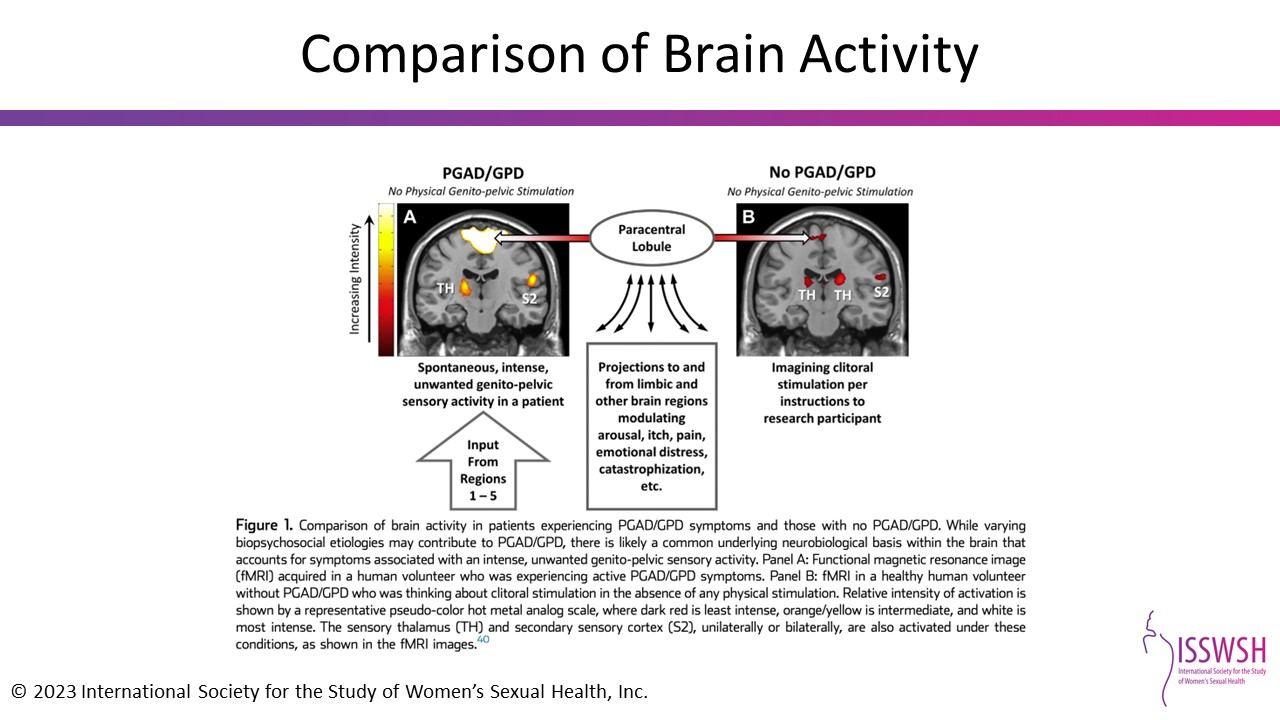 Comparison of Brain Activity
PGAD/GPD
No Physical Genito-pelvic Stimulation
Increasing Intensity
A
TH
S2
Spontaneous, intense,
unwanted genito-pelvic
sensory activity in a patient
Input
From
Regions
1 – 5
Paracentral
Lobule
Projections to and
from limbic and
other brain regions
modulating
arousal, itch, pain,
emotional distress,
catastrophization,
etc.
No PGAD/GPD
No Physical Genito-pelvic Stimulation
B
TH
TH
S2
Imagining clitoral
stimulation per
instructions to
research participant
Figure 1. Comparison of brain activity in patients experiencing PGAD/GPD symptoms and those with no PGAD/GPD. While varying
biopsychosocial etiologies may contribute to PGAD/GPD, there is likely a common underlying neurobiological basis within the brain that
accounts for symptoms associated with an intense, unwanted genito-pelvic sensory activity. Panel A: Functional magnetic resonance image
(fMRI) acquired in a human volunteer who was experiencing active PGAD/GPD symptoms. Panel B: fMRI in a healthy human volunteer
without PGAD/GPD who was thinking about clitoral stimulation in the absence of any physical stimulation. Relative intensity of activation is
shown by a representative pseudo-color hot metal analog scale, where dark red is least intense, orange/yellow is intermediate, and white is
most intense. The sensory thalamus (TH) and secondary sensory cortex (S2), unilaterally or bilaterally, are also activated under these
conditions, as shown in the fMRI images.40
ISSWSH
International Society for the Study
of Women's Sexual Health
© 2023 International Society for the Study of Women's Sexual Health, Inc.